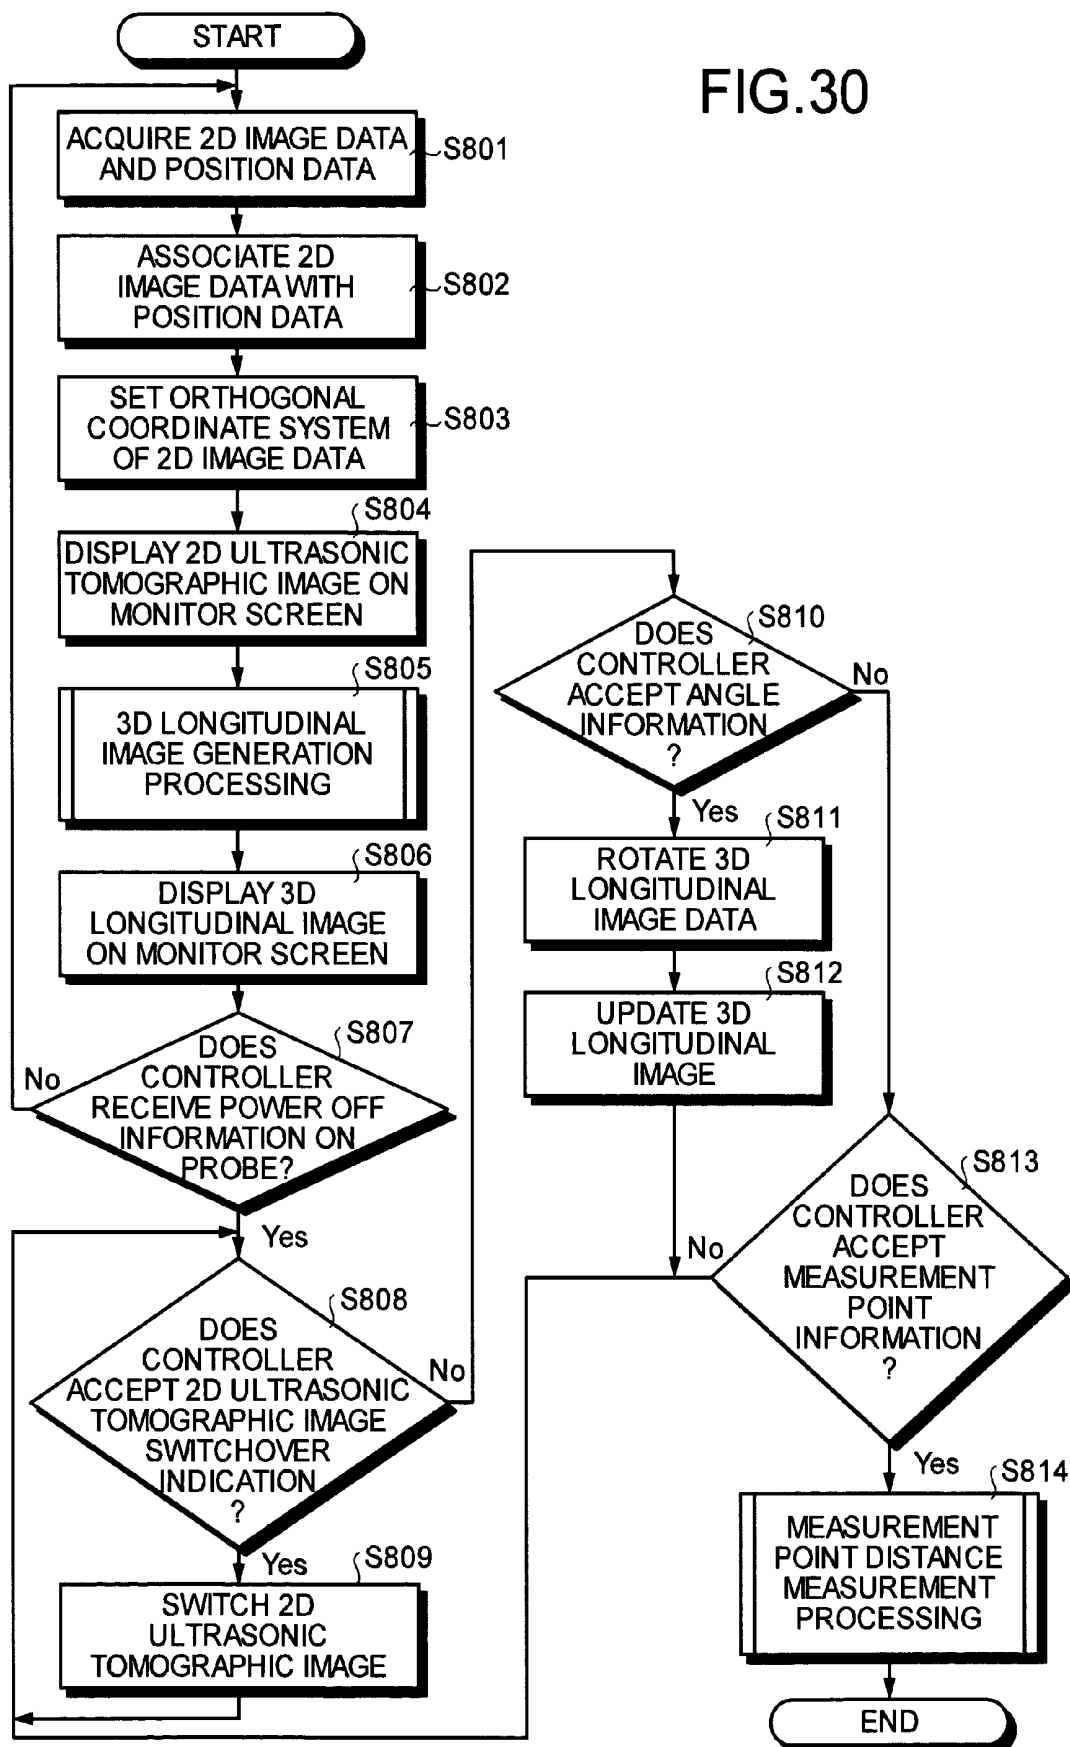 START
FIG.30
ACQUIRE 2D IMAGE DATA
AND POSITION DATA
S801
ASSOCIATE 2D
IMAGE DATA WITH
POSITION DATA
S802
SET ORTHOGONAL
COORDINATE SYSTEM
OF 2D IMAGE DATA
S803
S804
DISPLAY 2D ULTRASONIC
TOMOGRAPHIC IMAGE ON
MONITOR SCREEN
S805
3D LONGITUDINAL
IMAGE GENERATION
PROCESSING
S806
DISPLAY 3D
LONGITUDINAL IMAGE
ON MONITOR SCREEN
S807
DOES
CONTROLLER
RECEIVE POWER OFF
INFORMATION ON
PROBE?
No
Yes
S808
DOES
CONTROLLER
ACCEPT 2D ULTRASONIC
TOMOGRAPHIC IMAGE
SWITCHOVER
INDICATION
?
No
Yes
S809
SWITCH 2D
ULTRASONIC
TOMOGRAPHIC IMAGE
S810
DOES
CONTROLLER
ACCEPT ANGLE
INFORMATION
?
No
Yes
S811
ROTATE 3D
LONGITUDINAL
IMAGE DATA
S812
UPDATE 3D
LONGITUDINAL
IMAGE
S813
DOES
CONTROLLER
ACCEPT
MEASUREMENT
POINT
INFORMATION
?
No
Yes
S814
MEASUREMENT
POINT DISTANCE
MEASUREMENT
PROCESSING
END